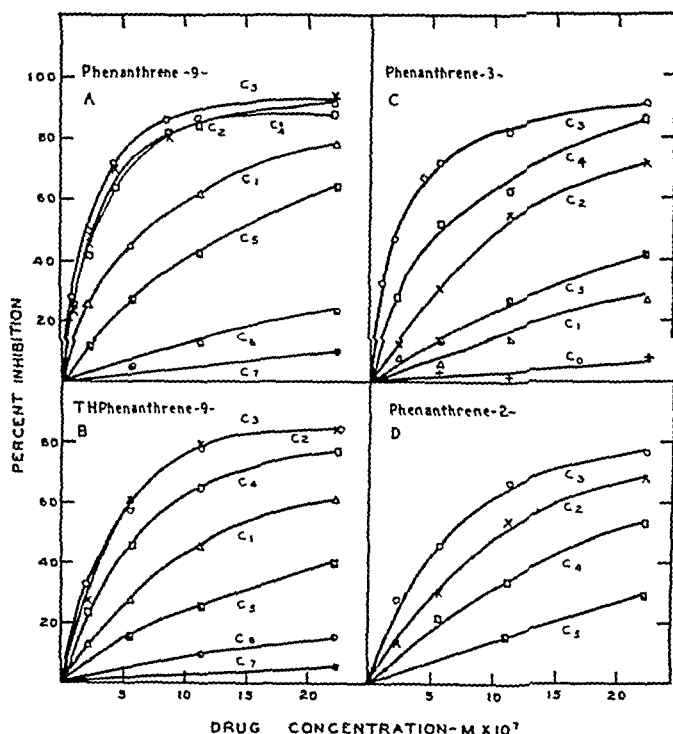 Phenanthrene -9-
A
100
80
60
40
20
C3
C2
C4
C1
C5
C6
C7
Phenanthrene-3-
C
C3
C4
C2
C5
C1
C0
PERCENT INHIBITION
THPhenanthrene-9-
B
80
60
40
20
C3
C2
C4
C1
C5
C6
C7
5 10 15 20
Phenanthrene-2-
D
C3
C2
C4
C5
5 10 15 20
DRUG CONCENTRATION-M X10⁷